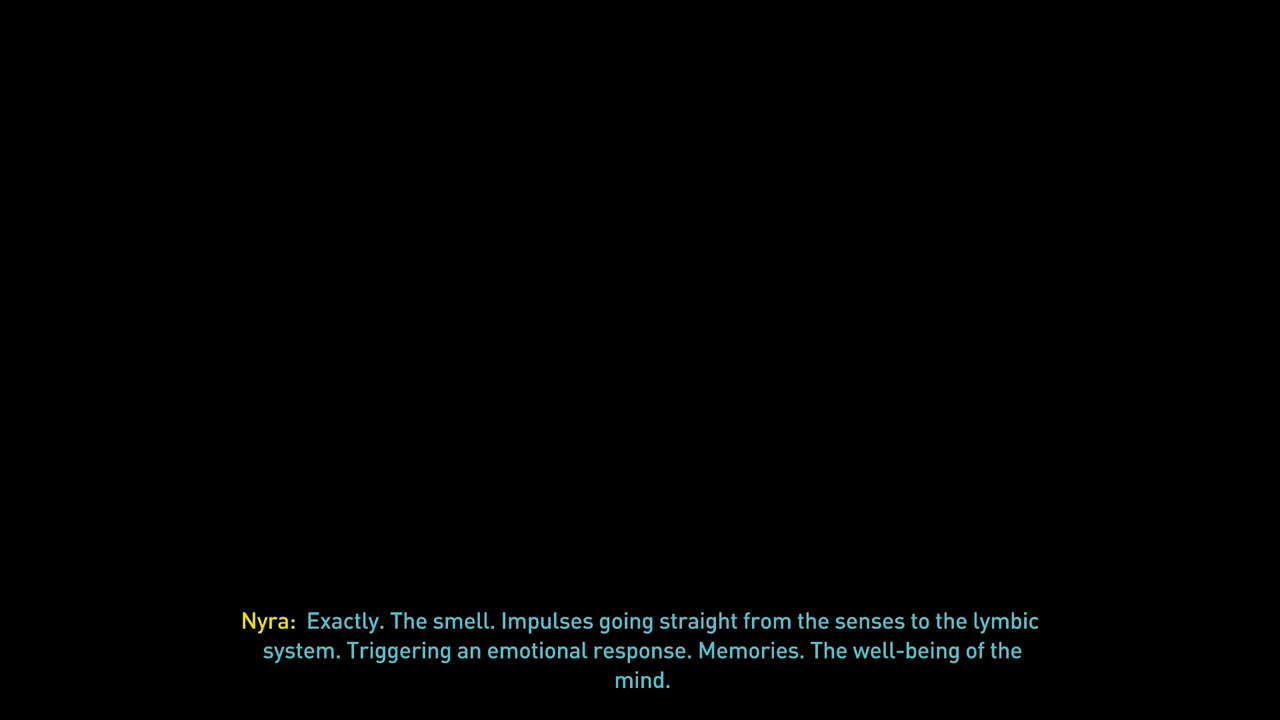 Nyra: Exactly. The smell. Impulses going straight from the senses to the lymbic
system. Triggering an emotional response. Memories. The well-being of the
mind.